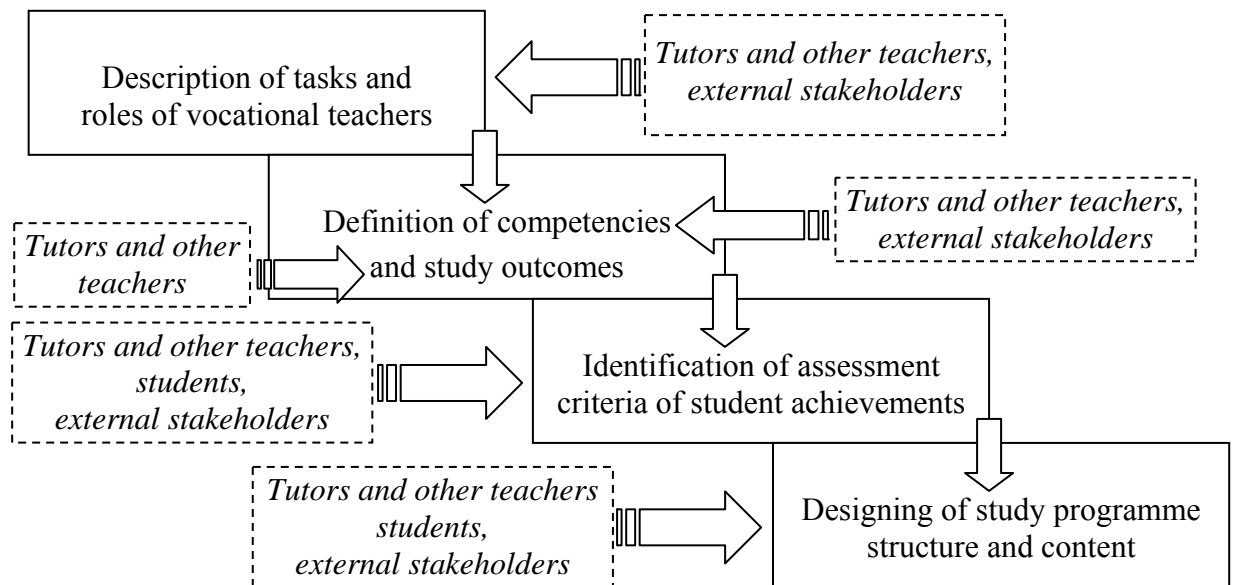 Description of tasks and
roles of vocational teachers
Tutors and other teachers,
external stakeholders
Definition of competencies
and study outcomes
Tutors and other teachers,
external stakeholders
Tutors and other
teachers
Tutors and other teachers,
students,
external stakeholders
Identification of assessment
criteria of student achievements
Tutors and other teachers
students,
external stakeholders
Designing of study programme
structure and content